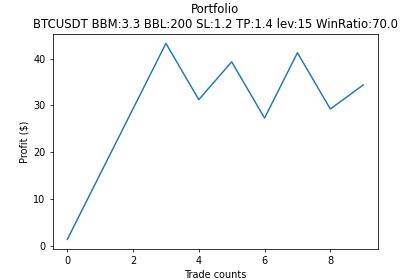 Portfolio
BTCUSDT BBM:3.3 BBL:200 SL:1.2 TP:1.4 lev:15 WinRatio:70.0
40
30
20
10
0
Profit ($)
0 2 4 6 8
Trade counts